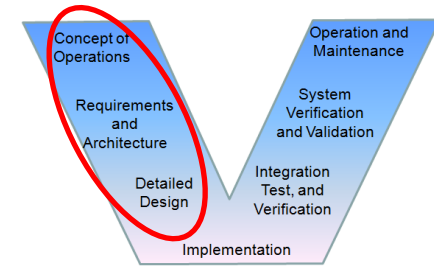 Concept of
Operations
Requirements
and
Architecture
Detailed
Design
Implementation
Integration
Test, and
Verification
System
Verification
and Validation
Operation and
Maintenance